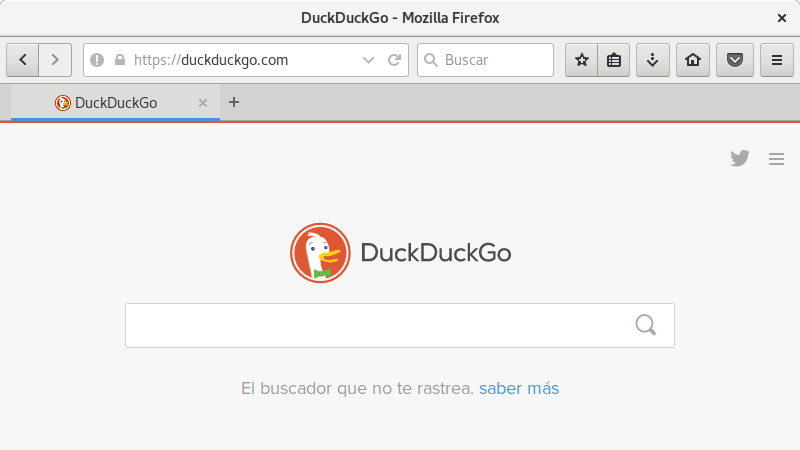 DuckDuckGo - Mozilla Firefox
https://duckduckgo.com
Buscar
DuckDuckGo
DuckDuckGo
El buscador que no te rastrea. saber más